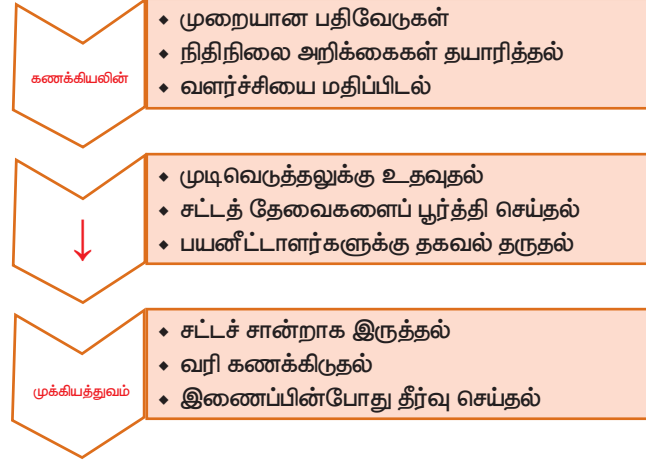 கணக்கியலின்
◆ முறையான பதிவேடுகள்
◆ நிதிநிலை அறிக்கைகள் தயாரித்தல்
◆ வளர்ச்சியை மதிப்பிடல்
↓
◆ முடிவெடுத்தலுக்கு உதவுதல்
◆ சட்டத் தேவைகளைப் பூர்த்தி செய்தல்
◆ பயனீட்டாளர்களுக்கு தகவல் தருதல்
முக்கியத்துவம்
◆ சட்டச் சான்றாக இருத்தல்
◆ வரி கணக்கிடுதல்
◆ இணைப்பின்போது தீர்வு செய்தல்